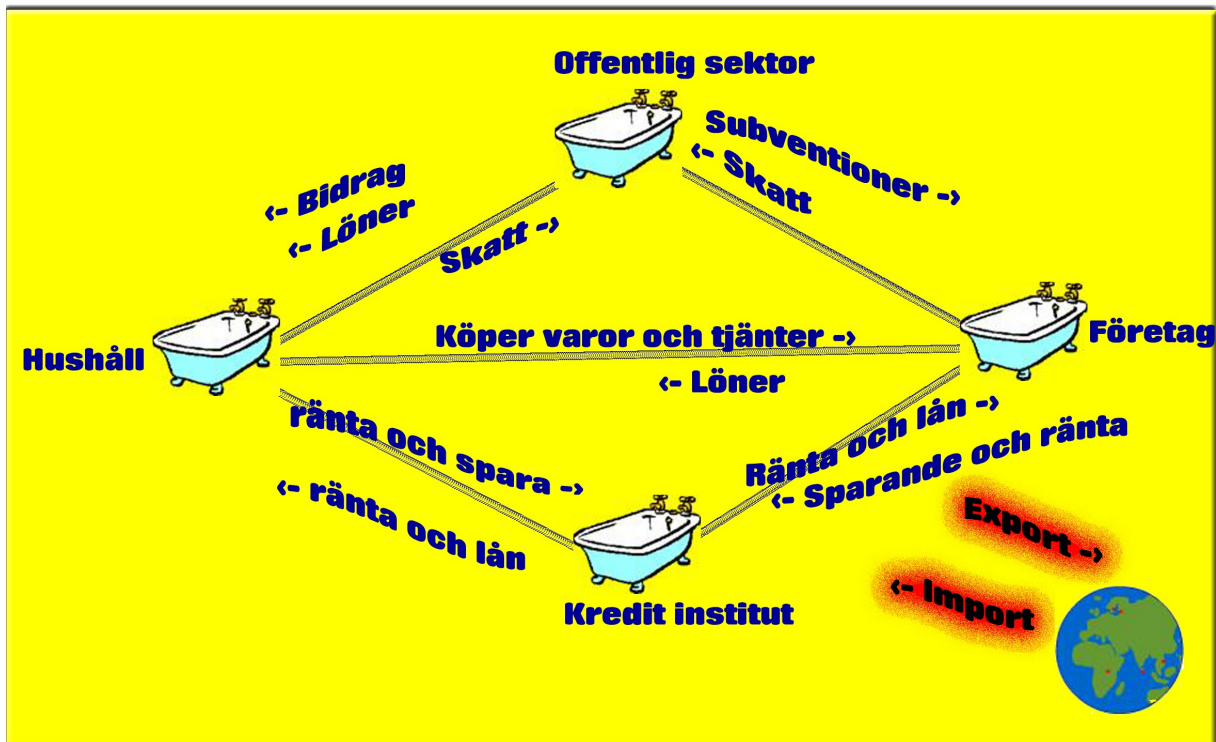 Offentlig sektor
Subventioner ->
<- Skatt
<- Bidrag
<- Löner
Skatt ->
Hushåll
Köper varor och tjänter ->
<- Löner
Företag
ränta och spara ->
<- ränta och lån
Ränta och lån ->
<- Sparande och ränta
Kredit institut
Export ->
<- Import